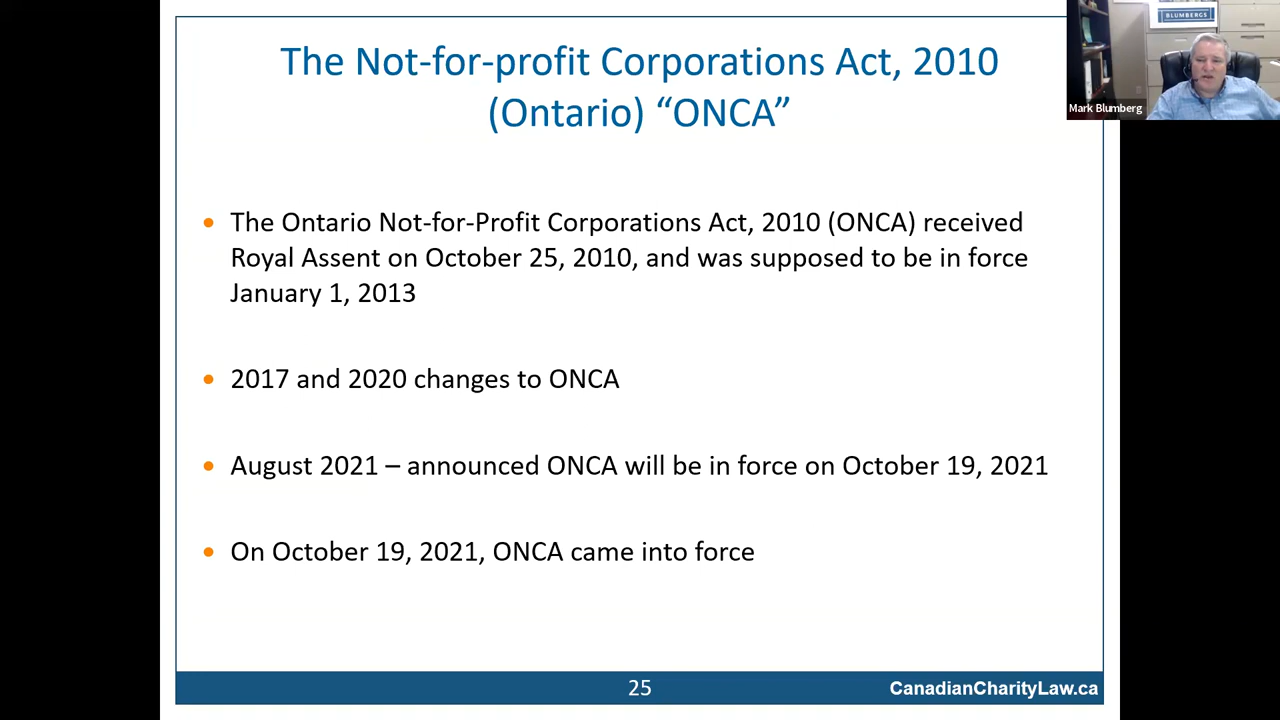 The Not-for-profit Corporations Act, 2010
(Ontario) “ONCA”
BLUMBERGS
Mark Blumberg
• The Ontario Not-for-Profit Corporations Act, 2010 (ONCA) received
Royal Assent on October 25, 2010, and was supposed to be in force
January 1, 2013
• 2017 and 2020 changes to ONCA
• August 2021 – announced ONCA will be in force on October 19, 2021
• On October 19, 2021, ONCA came into force
25
CanadianCharityLaw.ca